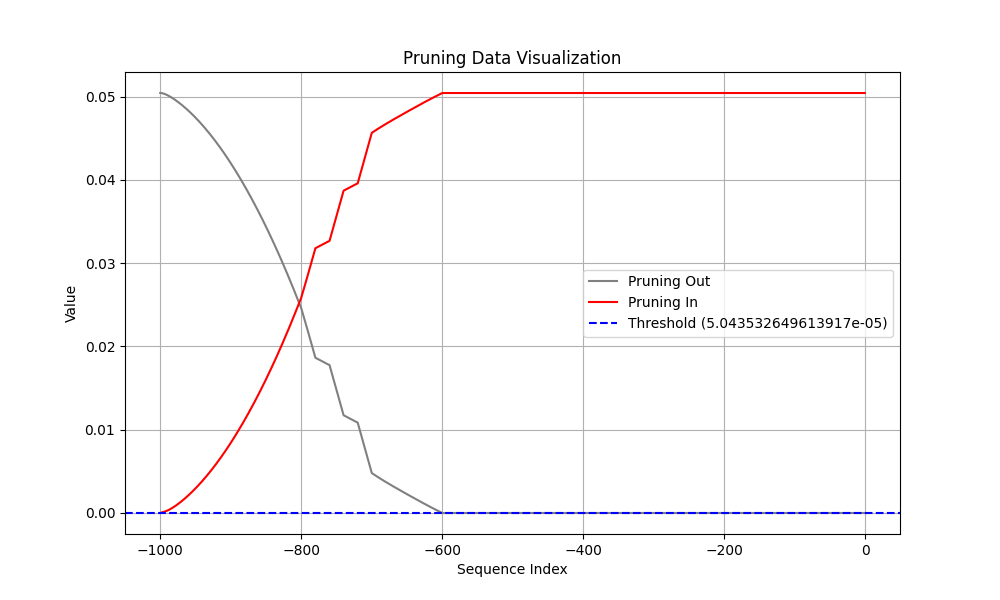 Pruning Data Visualization
0.05
0.04
0.03
0.02
0.01
0.00
Value
Pruning Out
Pruning In
Threshold (5.043532649613917e-05)
−1000 −800 −600 −400 −200 0
Sequence Index